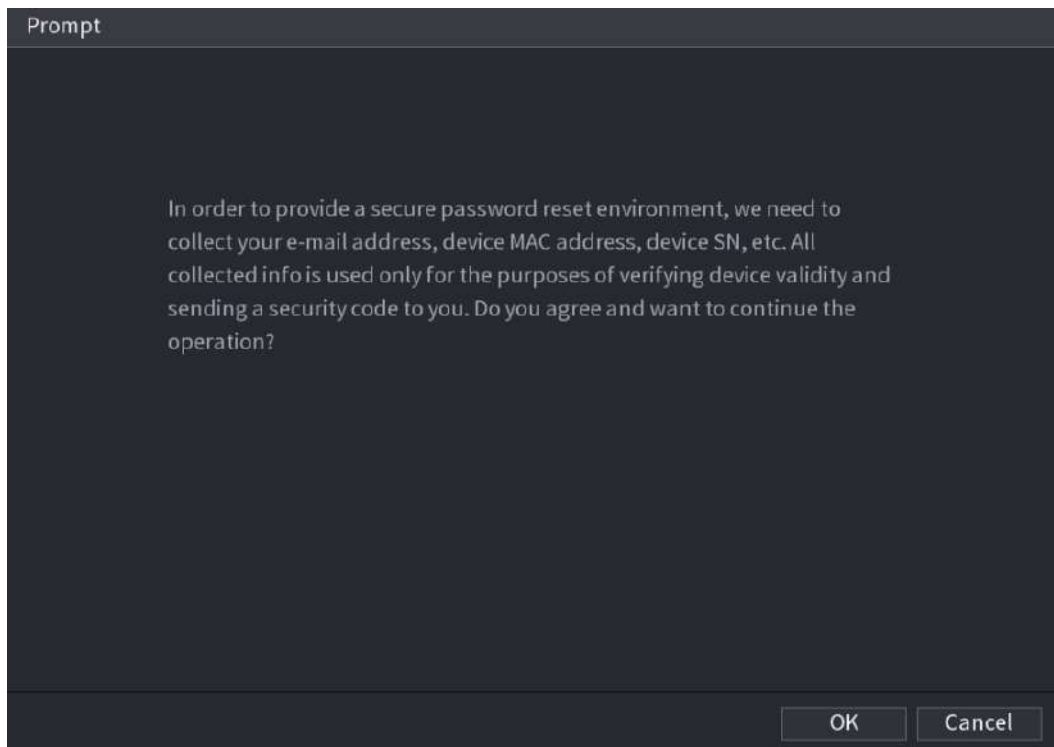 Prompt
In order to provide a secure password reset environment, we need to
collect your e-mail address, device MAC address, device SN, etc. All
collected info is used only for the purposes of verifying device validity and
sending a security code to you. Do you agree and want to continue the
operation?
OK Cancel